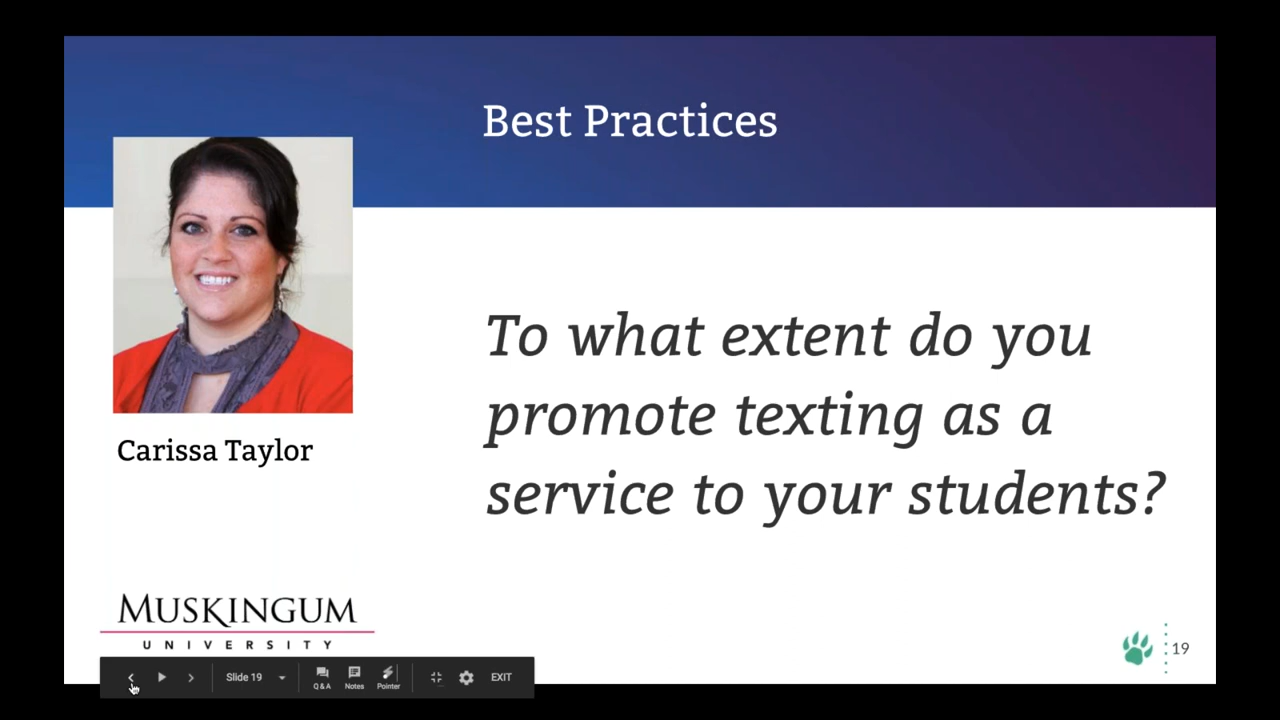 Best Practices
Carissa Taylor
To what extent do you
promote texting as a
service to your students?
MUSKINGUM
UNIVERSITY
19
Slide 19
Q & A
Notes
Pointer
EXIT